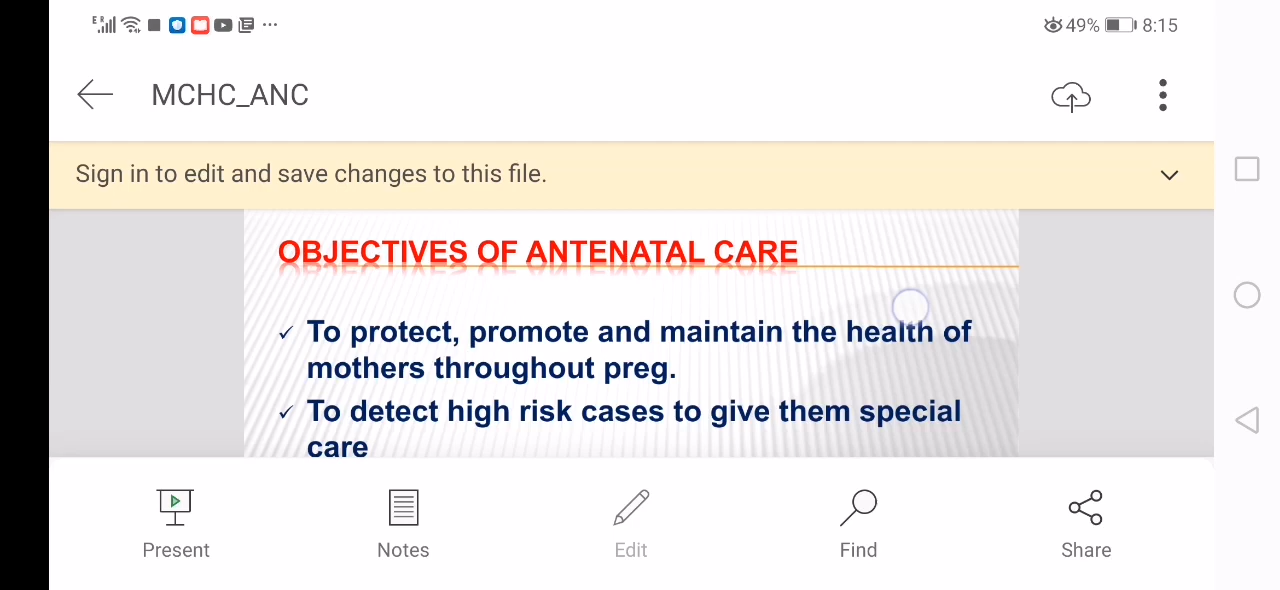 49% 8:15
MCHC_ANC
Sign in to edit and save changes to this file.
OBJECTIVES OF ANTENATAL CARE
✓ To protect, promote and maintain the health of
mothers throughout preg.
✓ To detect high risk cases to give them special
care
Present Notes Edit Find Share